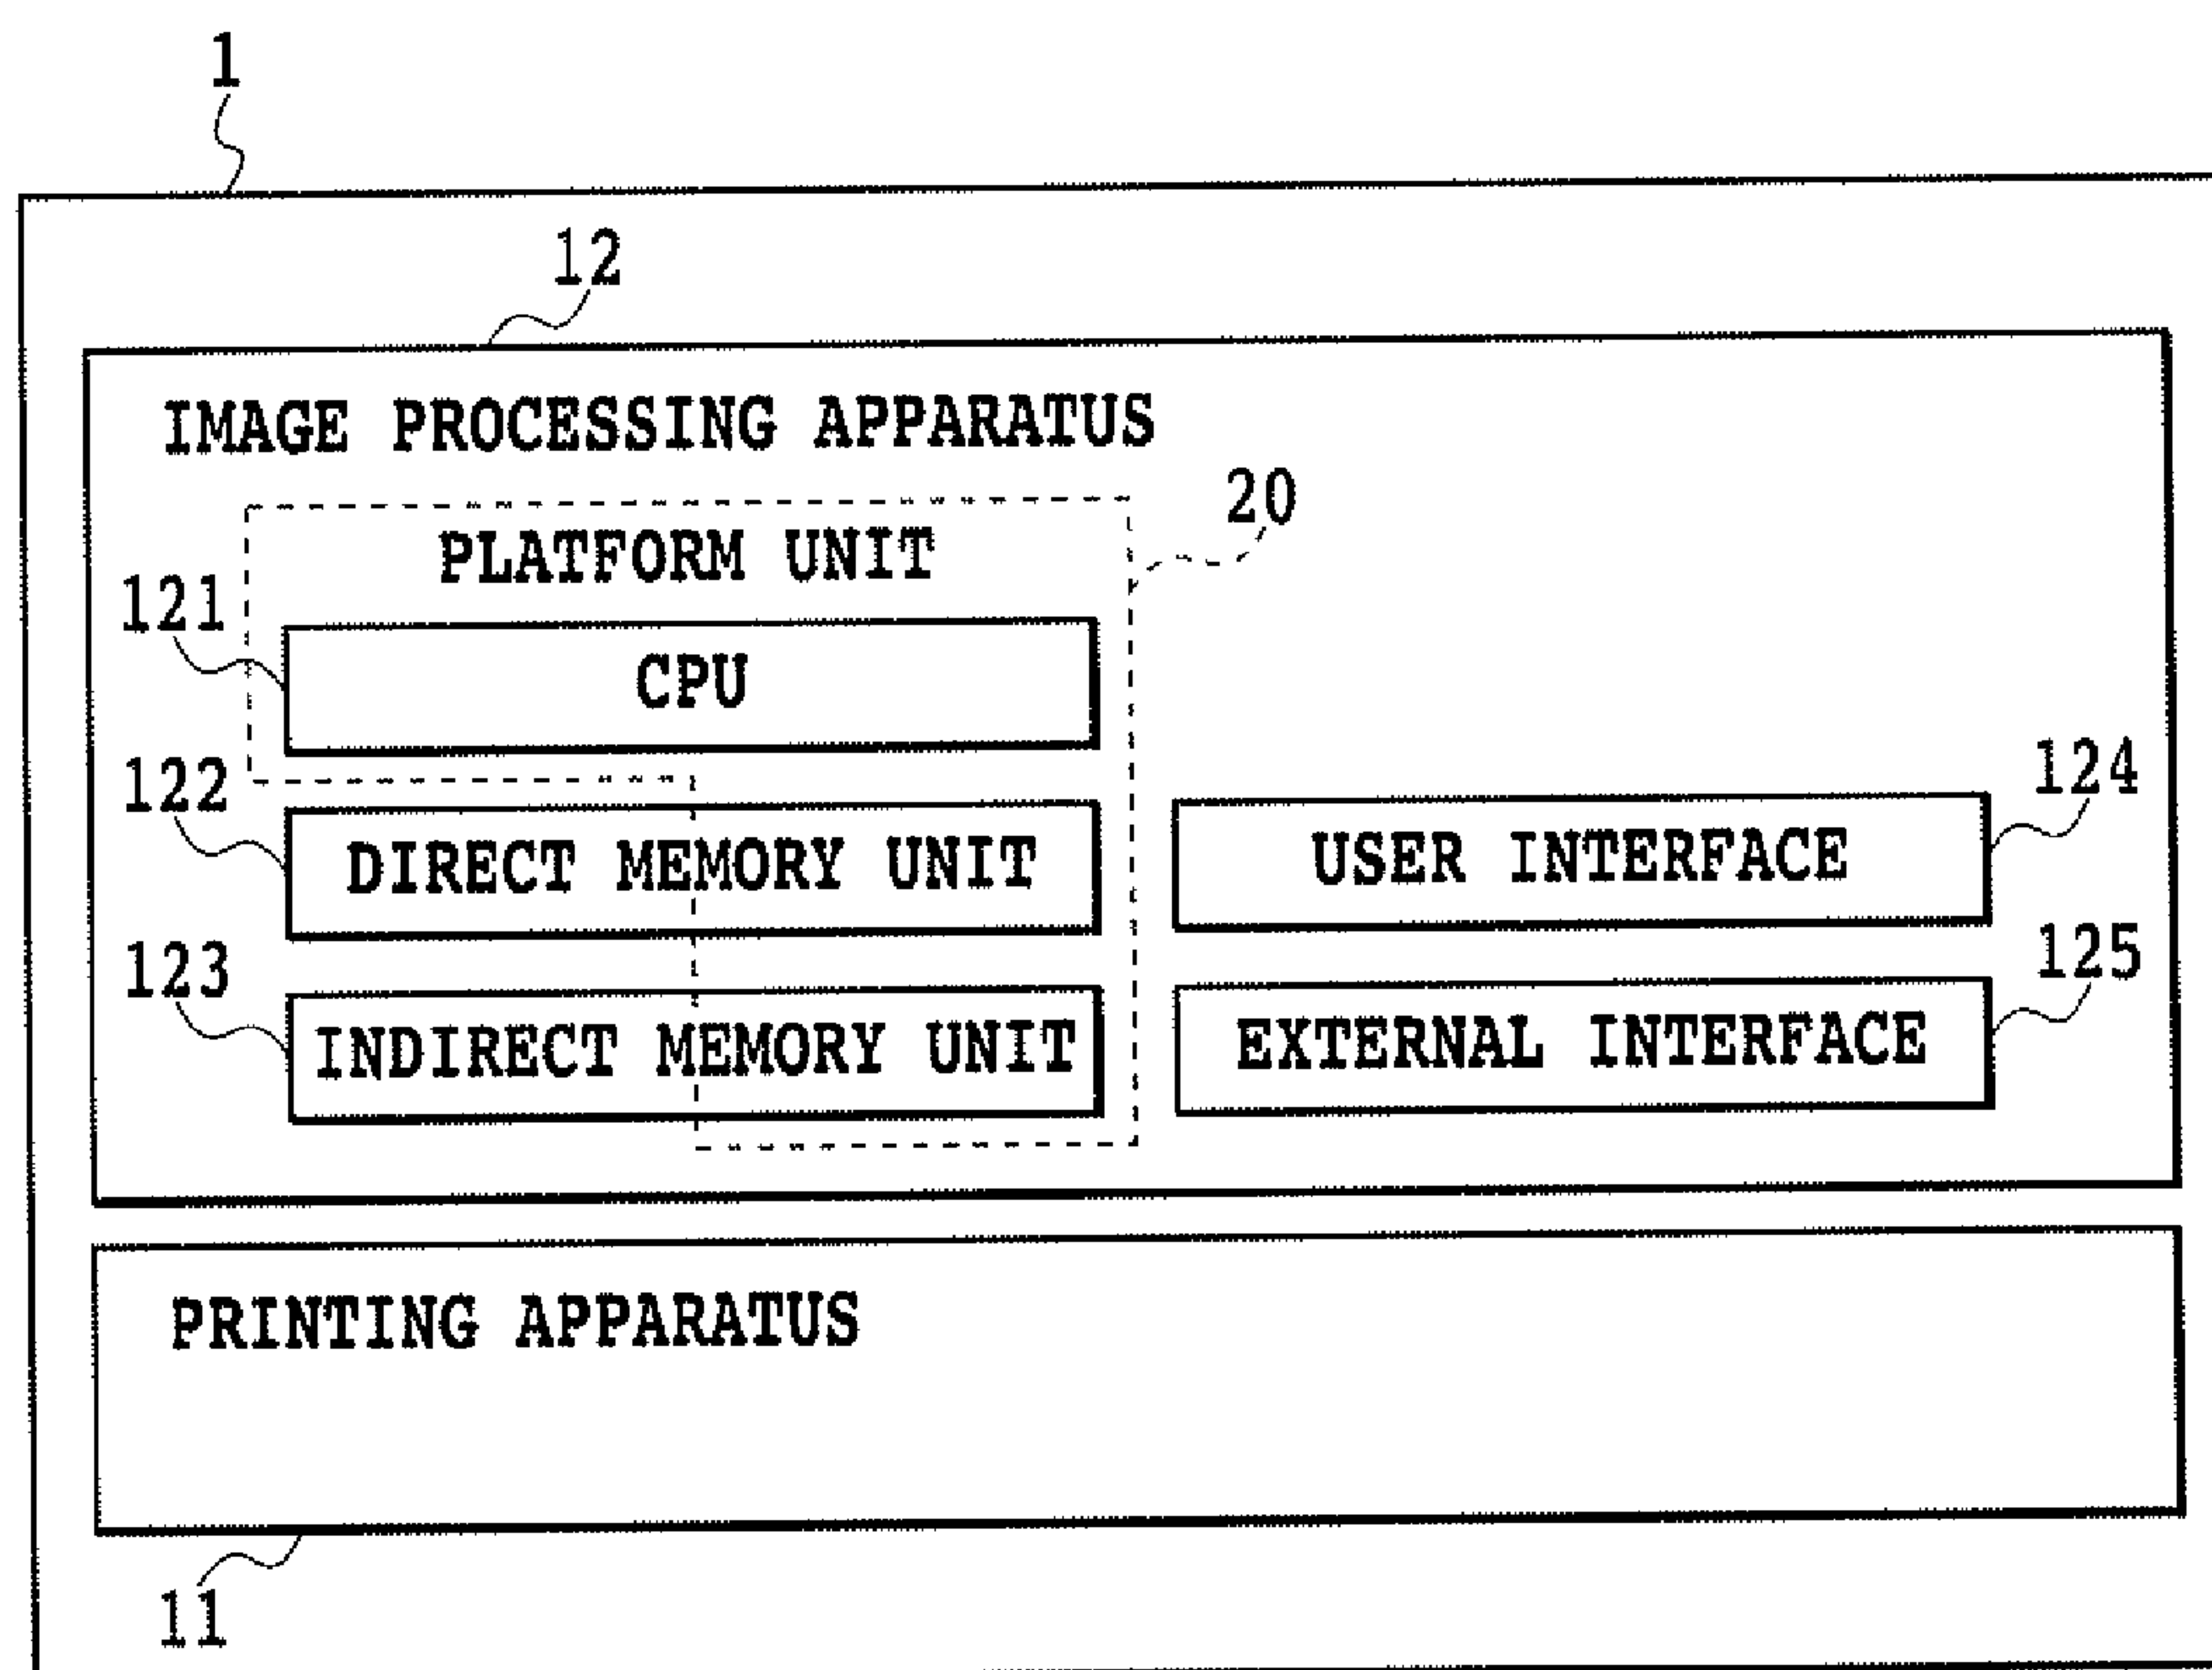 1
12
IMAGE PROCESSING APPARATUS
20
PLATFORM UNIT
121
CPU
122
124
DIRECT MEMORY UNIT
USER INTERFACE
123
125
INDIRECT MEMORY UNIT
EXTERNAL INTERFACE
PRINTING APPARATUS
11